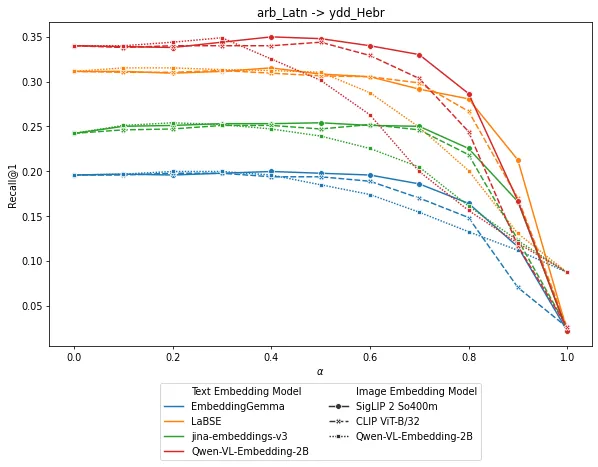 arb_Latn -> ydd_Hebr
Recall@1
0.35
0.30
0.25
0.20
0.15
0.10
0.05
0.0
0.2
0.4
0.6
0.8
1.0
α
Text Embedding Model
EmbeddingGemma
LaBSE
jina-embeddings-v3
Qwen-VL-Embedding-2B
Image Embedding Model
SigLIP 2 So400m
CLIP ViT-B/32
Qwen-VL-Embedding-2B